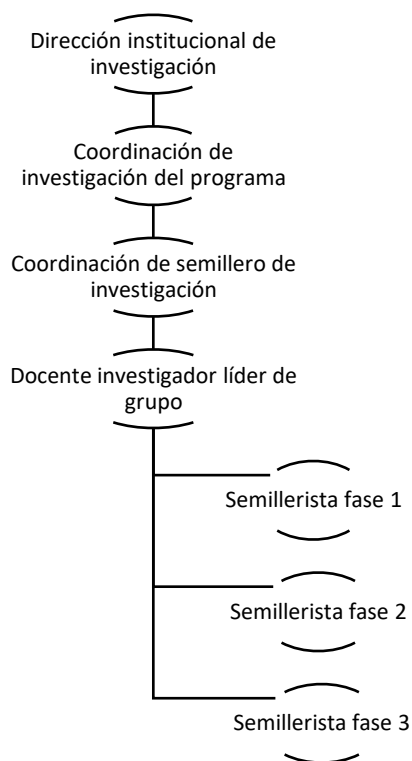 Dirección institucional de
investigación
Coordinación de
investigación del programa
Coordinación de semillero de
investigación
Docente investigador líder de
grupo
Semillerista fase 1
Semillerista fase 2
Semillerista fase 3